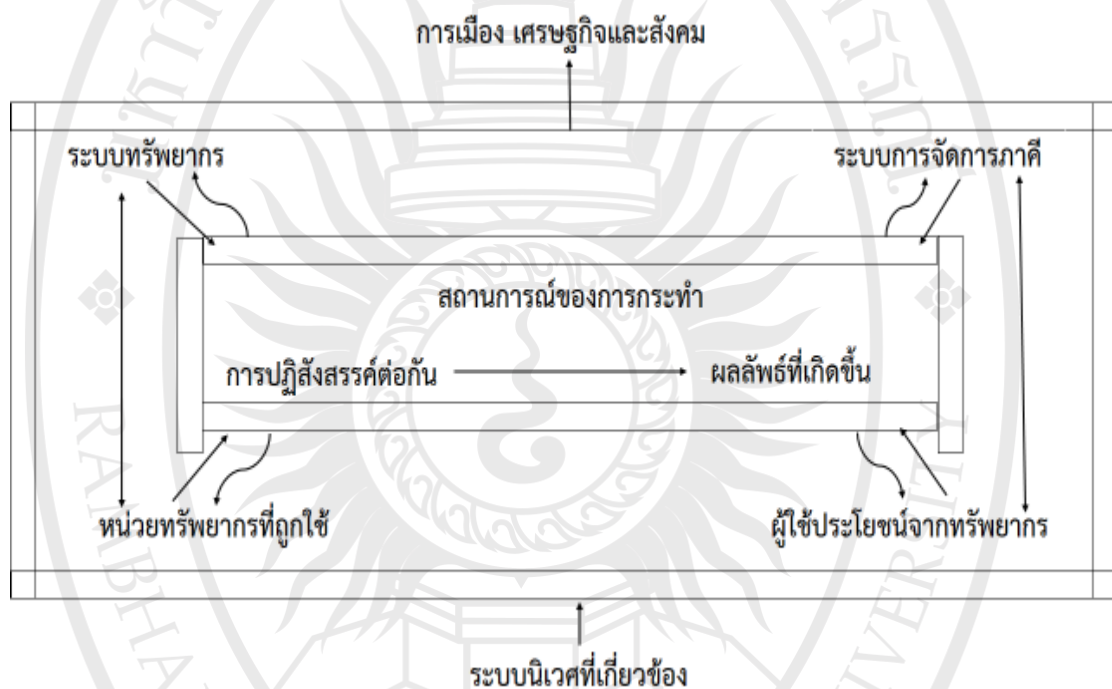 การเมือง เศรษฐกิจและสังคม
ระบบทรัพยากร ระบบการจัดการภาคี
สถานการณ์ของการกระทำ
การปฏิสังสรรค์ต่อกัน ผลลัพธ์ที่เกิดขึ้น
หน่วยทรัพยากรที่ถูกใช้ ผู้ใช้ประโยชน์จากทรัพยากร
ระบบนิเวศที่เกี่ยวข้อง
UNIVERSITY